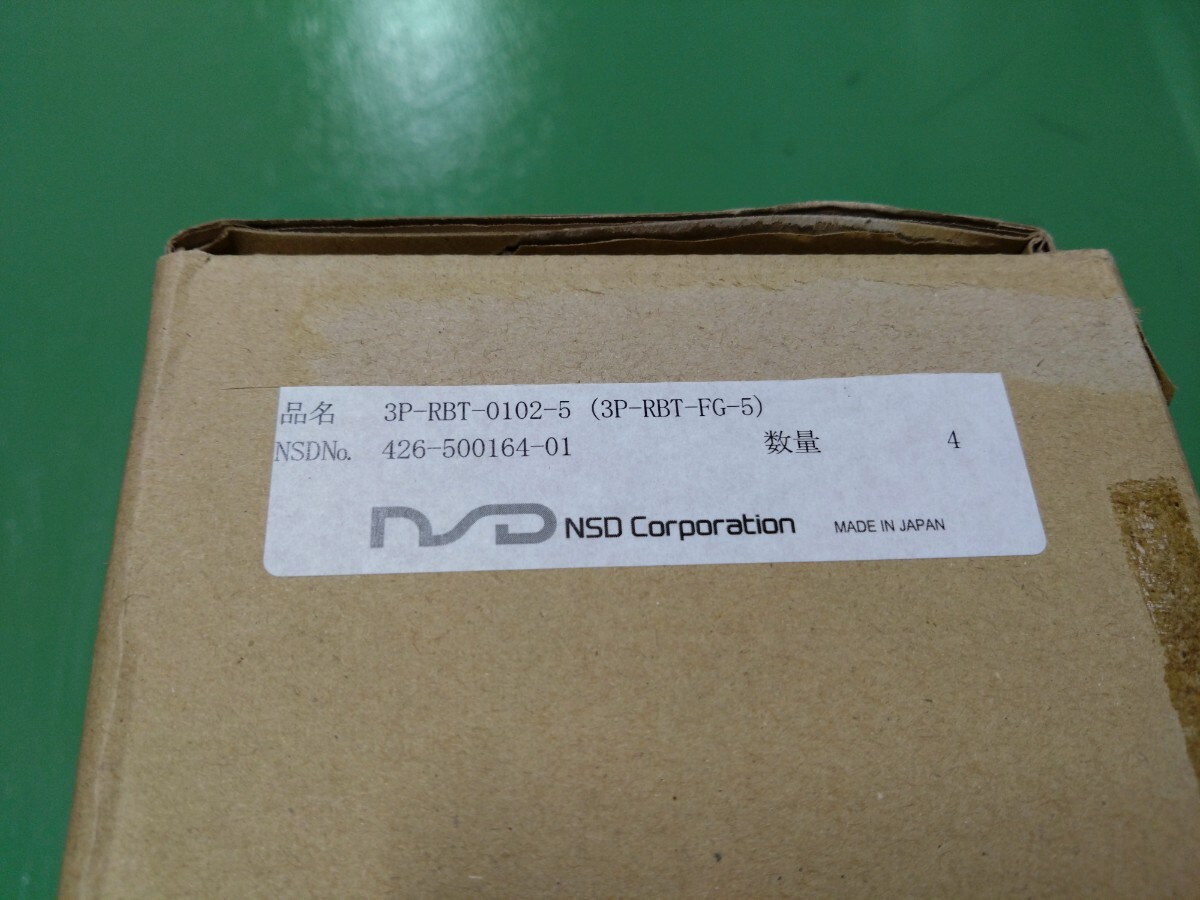 品名 3P-RBT-0102-5 (3P-RBT-FG-5)
NSDNo. 426-500164-01 数量 4
NSD NSD Corporation MADE IN JAPAN